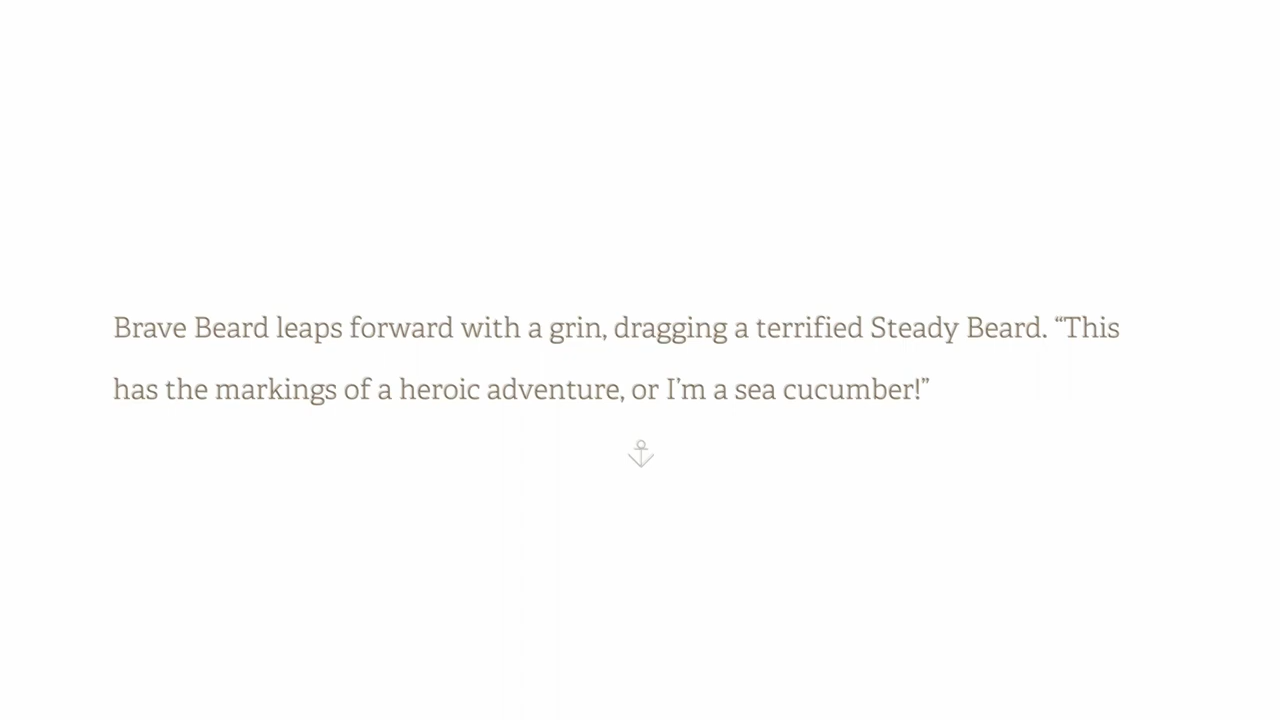 Brave Beard leaps forward with a grin, dragging a terrified Steady Beard. “This
has the markings of a heroic adventure, or I’m a sea cucumber!”